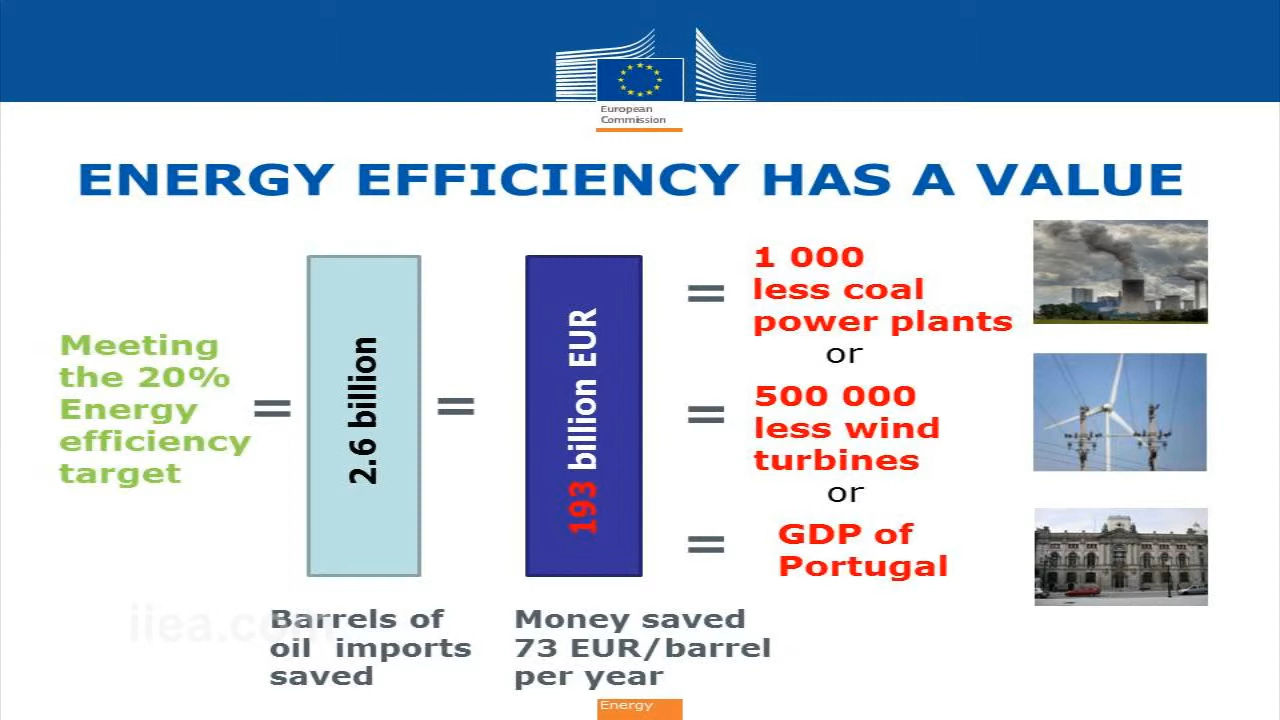 European
Commission
ENERGY EFFICIENCY HAS A VALUE
Meeting
the 20%
Energy
efficiency
target
=
2.6 billion
=
193 billion EUR
=
1 000
less coal
power plants
or
=
500 000
less wind
turbines
or
=
GDP of
Portugal
Barrels of
oil imports
saved
Money saved
73 EUR/barrel
per year
iiea.com
Energy